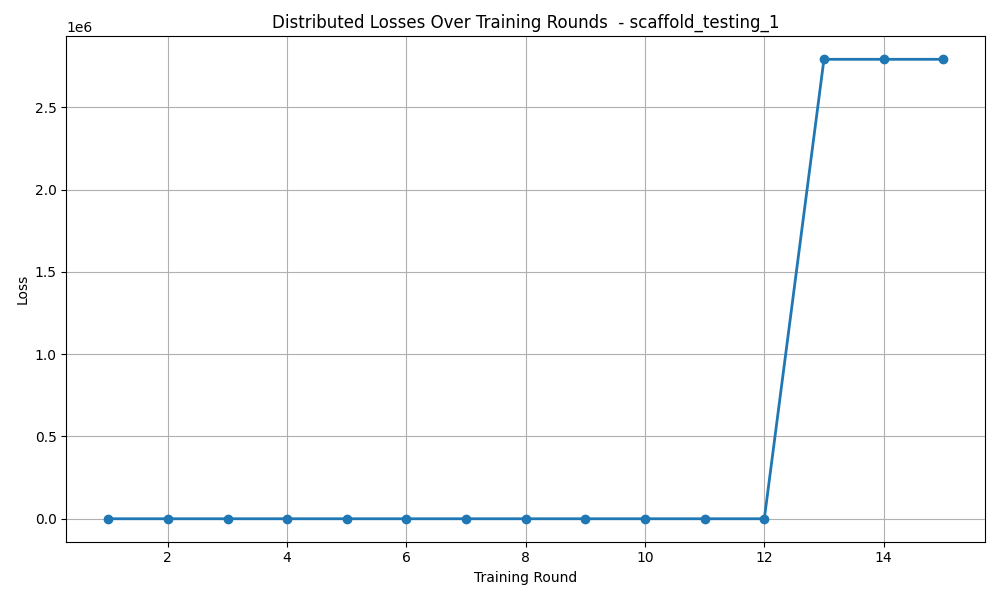 Distributed Losses Over Training Rounds  - scaffold_testing_1
1e6
2.5
2.0
1.5
1.0
0.5
0.0
Loss
2 4 6 8 10 12 14
Training Round